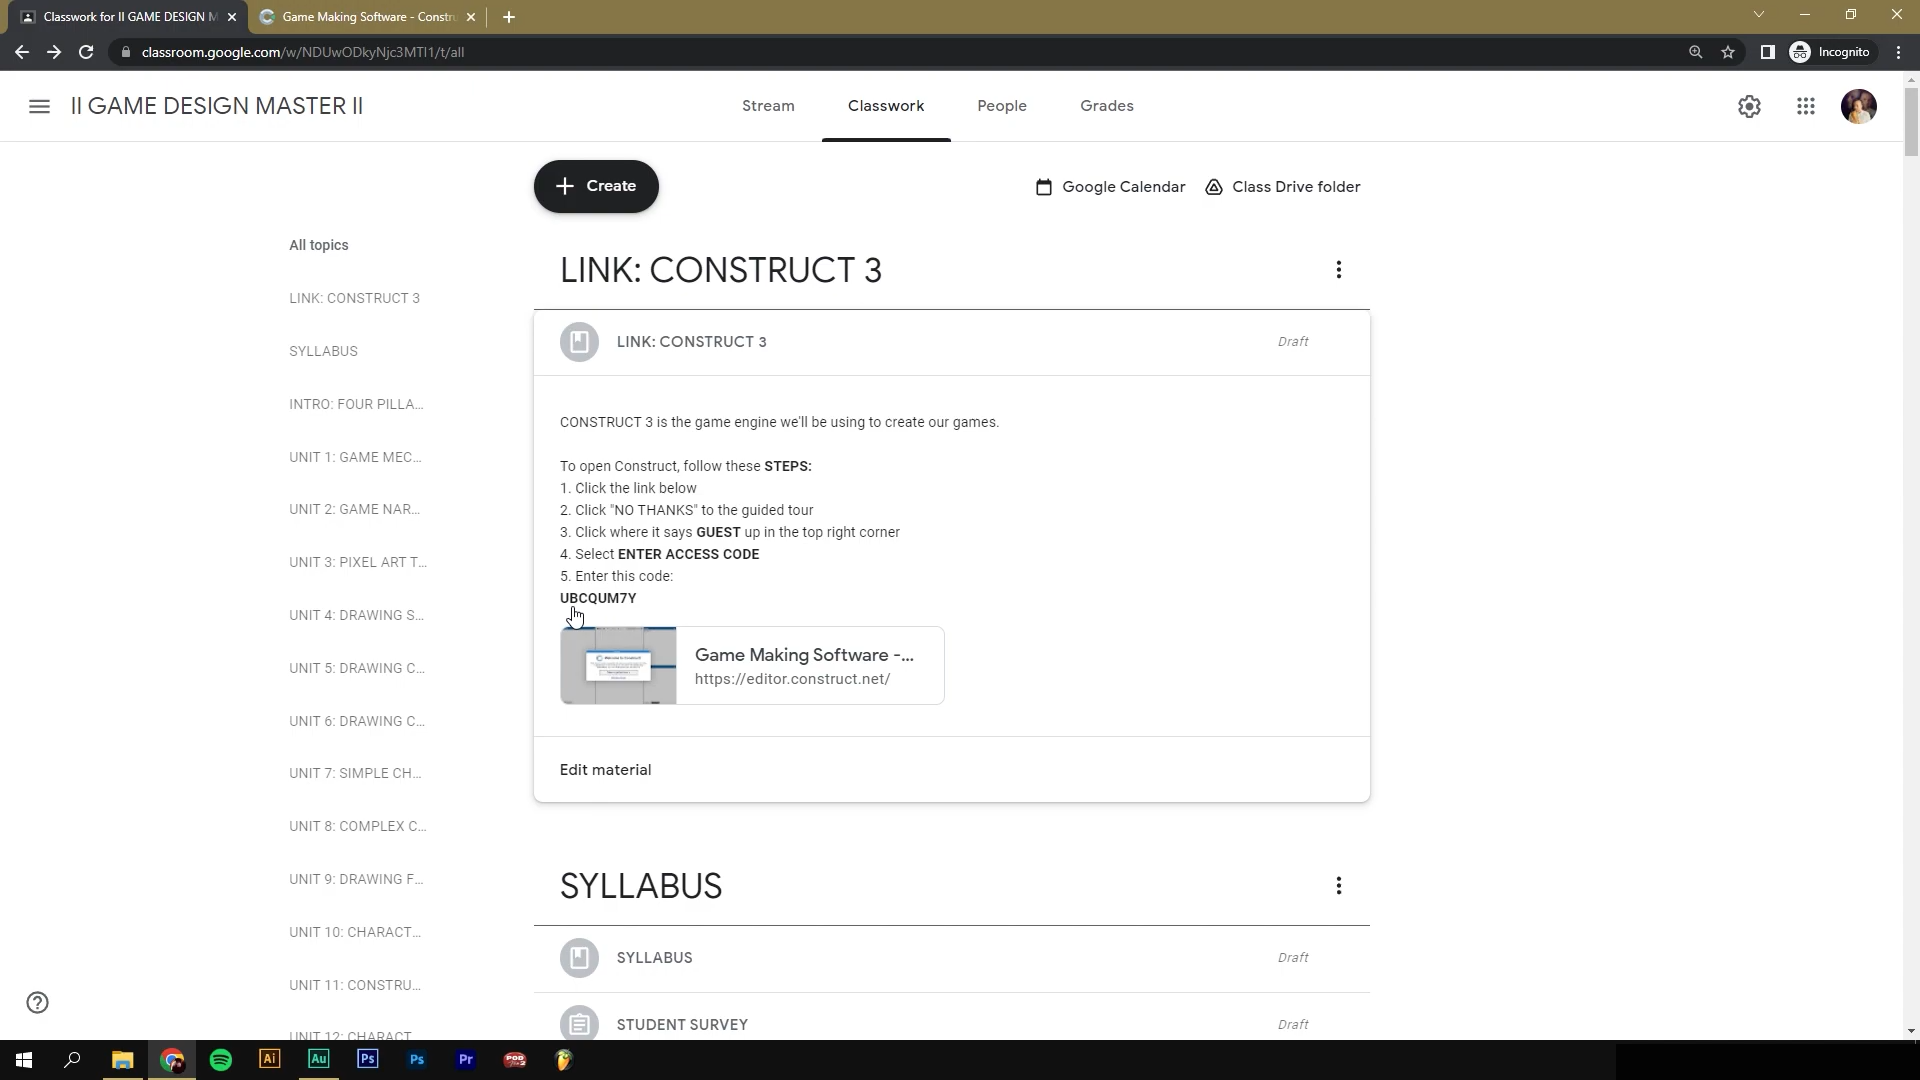 Classwork for II GAME DESIGN M
Game Making Software - Constru
classroom.google.com/w/NDUwODkyNjc3MTI1/t/all
Incognito
II GAME DESIGN MASTER II
Stream
Classwork
People
Grades
Create
Google Calendar
Class Drive folder
All topics
LINK: CONSTRUCT 3
SYLLABUS
INTRO: FOUR PILLA...
UNIT 1: GAME MEC...
UNIT 2: GAME NAR...
UNIT 3: PIXEL ART T...
UNIT 4: DRAWING S...
UNIT 5: DRAWING C...
UNIT 6: DRAWING C...
UNIT 7: SIMPLE CH...
UNIT 8: COMPLEX C...
UNIT 9: DRAWING F...
UNIT 10: CHARACT...
UNIT 11: CONSTRU...
UNIT 12: CHARACT
LINK: CONSTRUCT 3
LINK: CONSTRUCT 3
Draft
CONSTRUCT 3 is the game engine we'll be using to create our games.
To open Construct, follow these STEPS:
1. Click the link below
2. Click "NO THANKS" to the guided tour
3. Click where it says GUEST up in the top right corner
4. Select ENTER ACCESS CODE
5. Enter this code:
UBCQUM7Y
Game Making Software -...
https://editor.construct.net/
Edit material
SYLLABUS
SYLLABUS
Draft
STUDENT SURVEY
Draft
Ai
Au
Ps
Ps
Pr